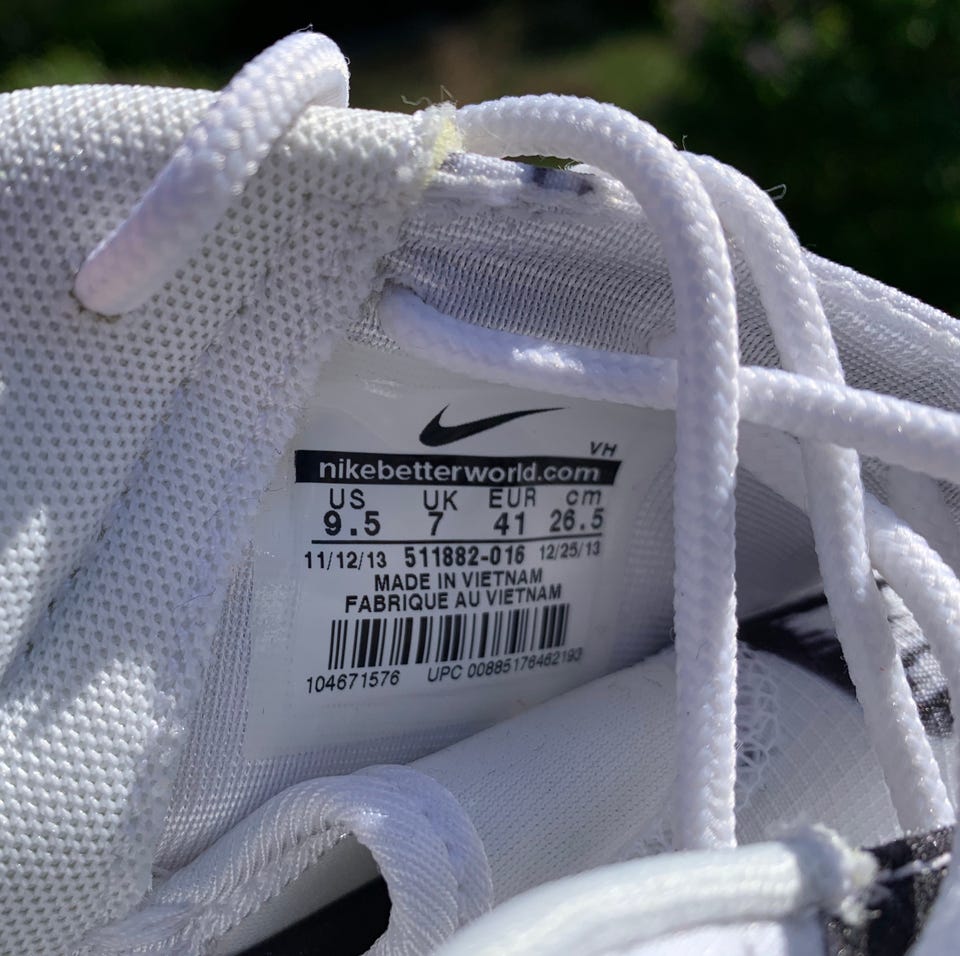 VH
nikebetterworld.com
US UK EUR cm
9.5 7 41 26.5
11/12/13 511882-016 12/25/13
MADE IN VIETNAM
FABRIQUE AU VIETNAM
104671576 UPC 00885176462193